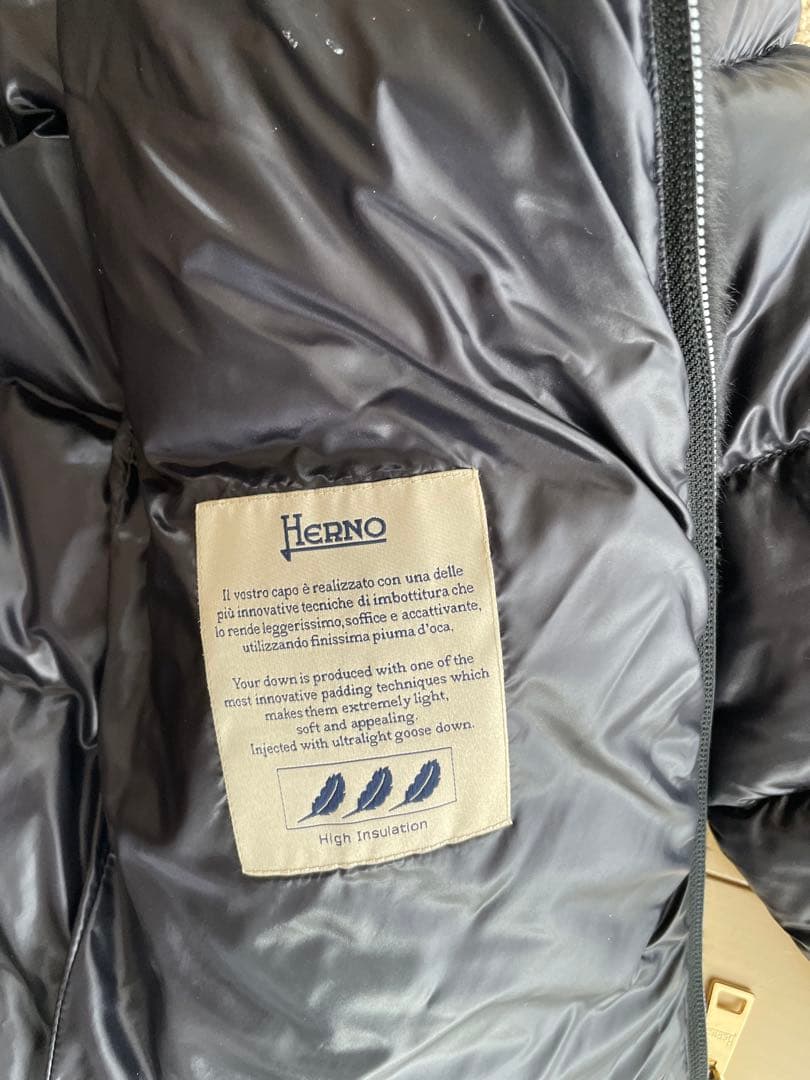 HERNO
Il vostro capo è realizzato con una delle
più innovative tecniche di imbottitura che
lo rende leggerissimo, soffice e accattivante,
utilizzando finissima piuma d'oca.
Your down is produced with one of the
most innovative padding techniques which
makes them extremely light,
soft and appealing.
Injected with ultralight goose down.
High Insulation